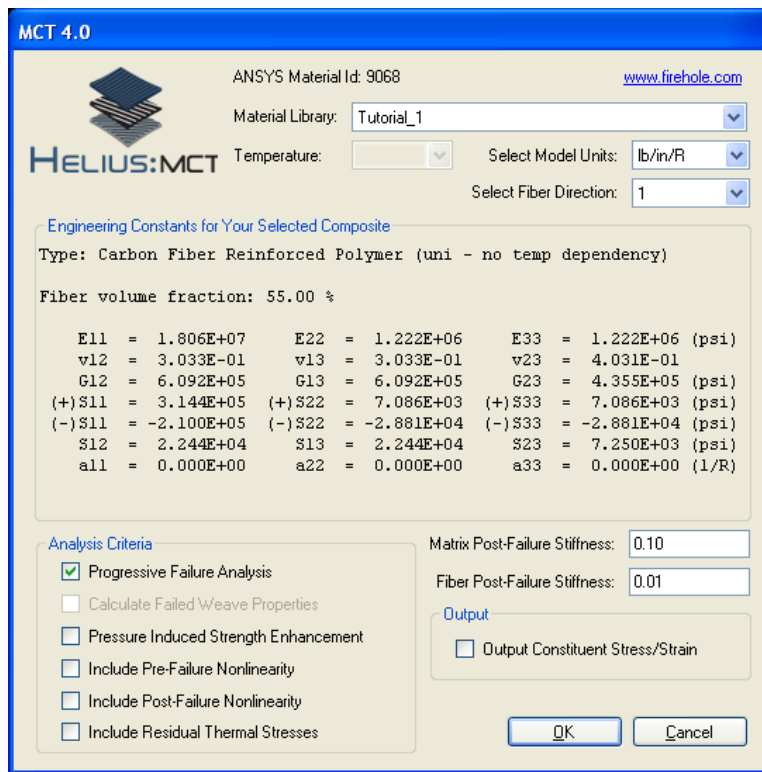 MCT 4.0
ANSYS Material Id: 9068 www.firehole.com
Material Library: Tutorial_1
HELIUS:MCT
Temperature: Select Model Units: lb/in/R
Select Fiber Direction: 1
Engineering Constants for Your Selected Composite
Type: Carbon Fiber Reinforced Polymer (uni - no temp dependency)
Fiber volume fraction: 55.00 %
E11 = 1.806E+07 E22 = 1.222E+06 E33 = 1.222E+06 (psi)
v12 = 3.033E-01 v13 = 3.033E-01 v23 = 4.031E-01
G12 = 6.092E+05 G13 = 6.092E+05 G23 = 4.355E+05 (psi)
(+)S11 = 3.144E+05 (+)S22 = 7.086E+03 (+)S33 = 7.086E+03 (psi)
(-)S11 = -2.100E+05 (-)S22 = -2.881E+04 (-)S33 = -2.881E+04 (psi)
S12 = 2.244E+04 S13 = 2.244E+04 S23 = 7.250E+03 (psi)
a11 = 0.000E+00 a22 = 0.000E+00 a33 = 0.000E+00 (1/R)
Analysis Criteria
Progressive Failure Analysis
Calculate Failed Weave Properties
Pressure Induced Strength Enhancement
Include Pre-Failure Nonlinearity
Include Post-Failure Nonlinearity
Include Residual Thermal Stresses
Matrix Post-Failure Stiffness: 0.10
Fiber Post-Failure Stiffness: 0.01
Output
Output Constituent Stress/Strain
OK Cancel